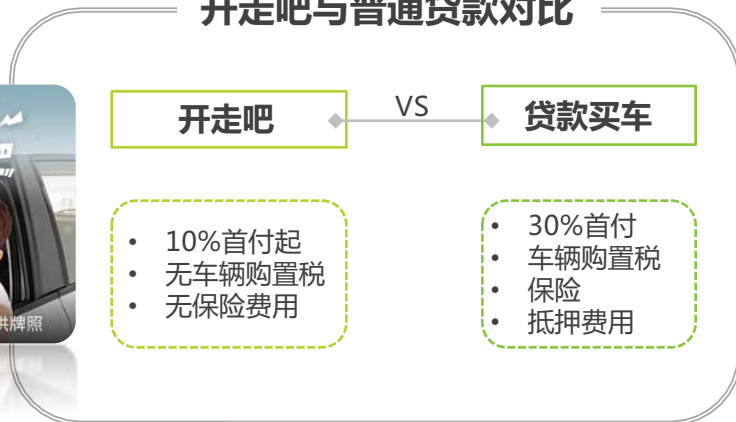 开走吧与普通贷款对比
开走吧
VS
贷款买车
• 10%首付起
• 无车辆购置税
• 无保险费用
• 30%首付
• 车辆购置税
• 保险
• 抵押费用
牌照